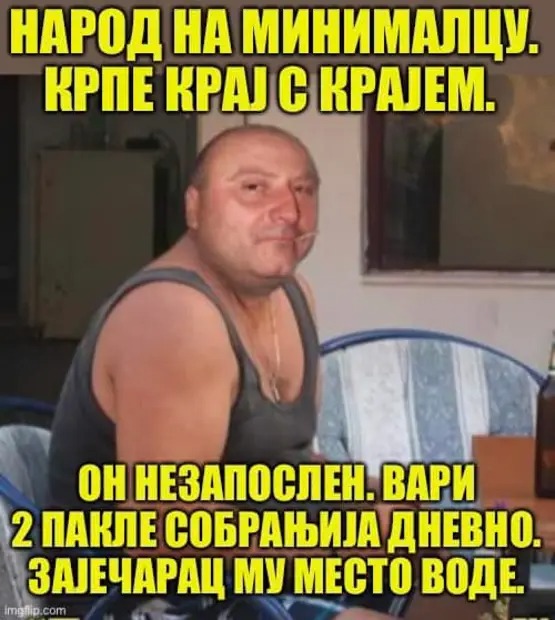 НАРОД НА МИНИМАЛЦУ.
КРПЕ КРАЈ С КРАЈЕМ.
ОН НЕЗАПОСЛЕН. ВАРИ
2 ПАКЛЕ СОБРАЊИЈА ДНЕВНО.
ЗАЈЕЧАРАЦ МУ МЕСТО ВОДЕ.
imgflip.com